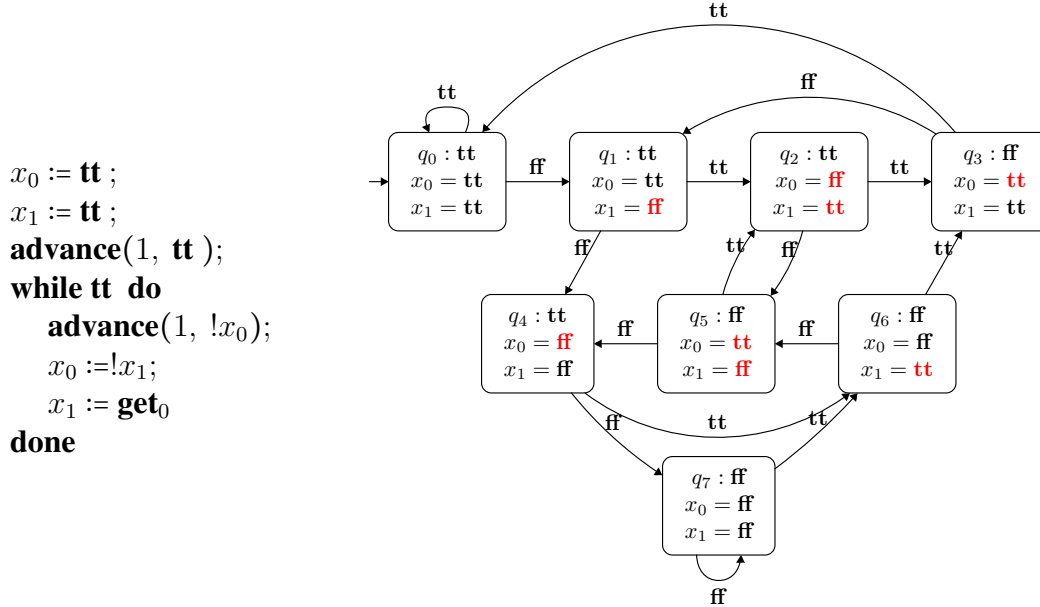 x₀ := tt ;
x₁ := tt ;
advance(1, tt );
while tt do
advance(1, !x₀);
x₀ :=!x₁;
x₁ := get₀
done
tt
ff
tt
q₀ : tt
x₀ = tt
x₁ = tt
ff
q₁ : tt
x₀ = tt
x₁ = ff
tt
q₂ : tt
x₀ = ff
x₁ = tt
tt
q₃ : ff
x₀ = tt
x₁ = tt
ff
tt
ff
tt
q₄ : tt
x₀ = ff
x₁ = ff
ff
q₅ : ff
x₀ = tt
x₁ = ff
ff
q₆ : ff
x₀ = ff
x₁ = tt
ff
tt
tt
q₇ : ff
x₀ = ff
x₁ = ff
ff